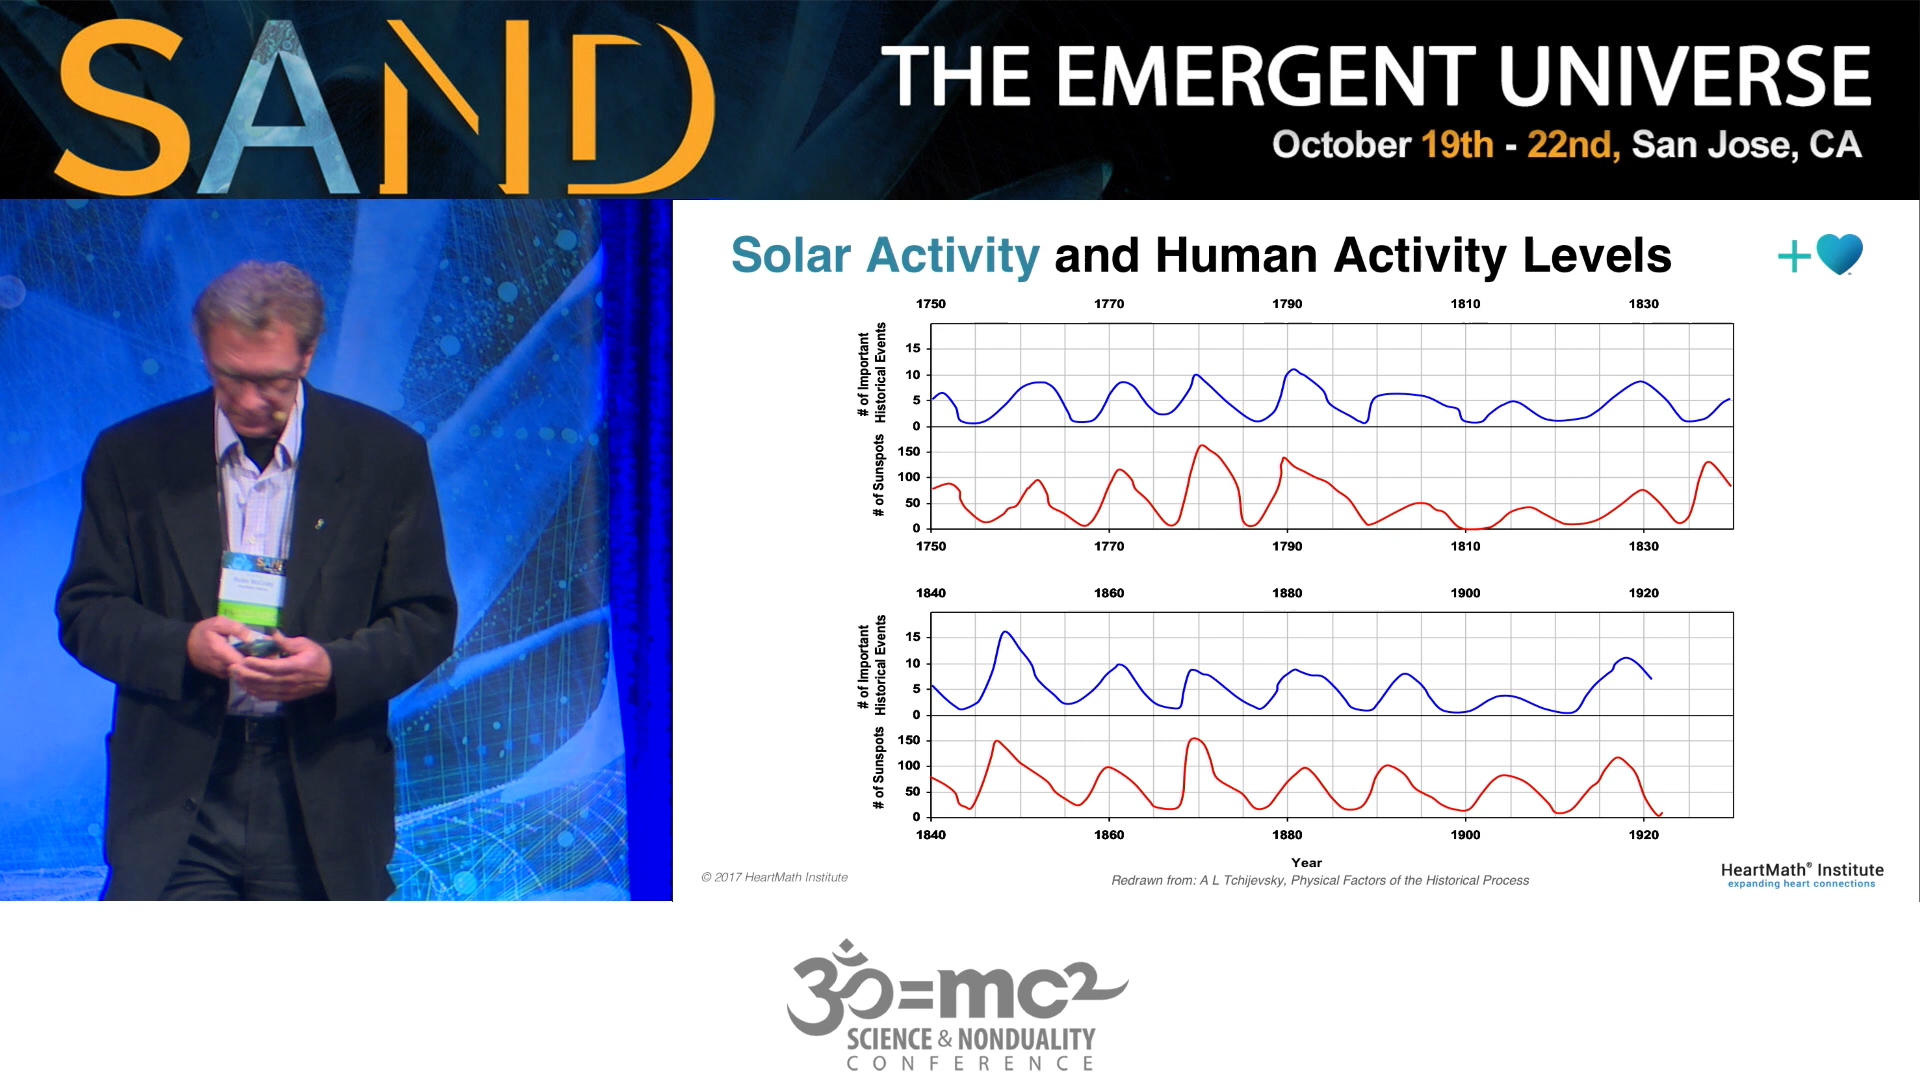 SAND
THE EMERGENT UNIVERSE
October 19th - 22nd, San Jose, CA
Solar Activity and Human Activity Levels
1750 1770 1790 1810 1830
# of Important
Historical Events
15
10
5
0
# of Sunspots
150
100
50
0
1750 1770 1790 1810 1830
1840 1860 1880 1900 1920
# of Important
Historical Events
15
10
5
0
# of Sunspots
150
100
50
0
1840 1860 1880 1900 1920
Year
© 2017 HeartMath Institute
Redrawn from: A L Tchijevsky, Physical Factors of the Historical Process
HeartMath® Institute
expanding heart connections
SAND
Rollin McCraty
ॐ=mc2
SCIENCE & NONDUALITY
CONFERENCE